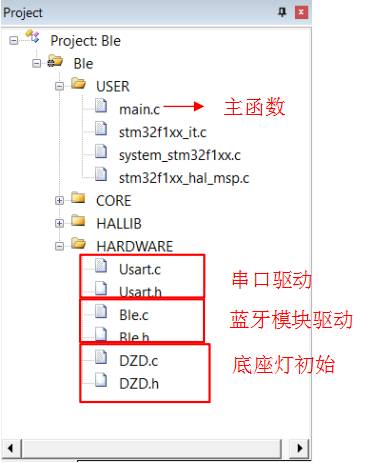 Project
Project: Ble
Ble
USER
main.c 主函数
stm32f1xx_it.c
system_stm32f1xx.c
stm32f1xx_hal_msp.c
CORE
HALLIB
HARDWARE
Usart.c
串口驱动
Usart.h
Ble.c
蓝牙模块驱动
Ble.h
DZD.c
底座灯初始
DZD.h